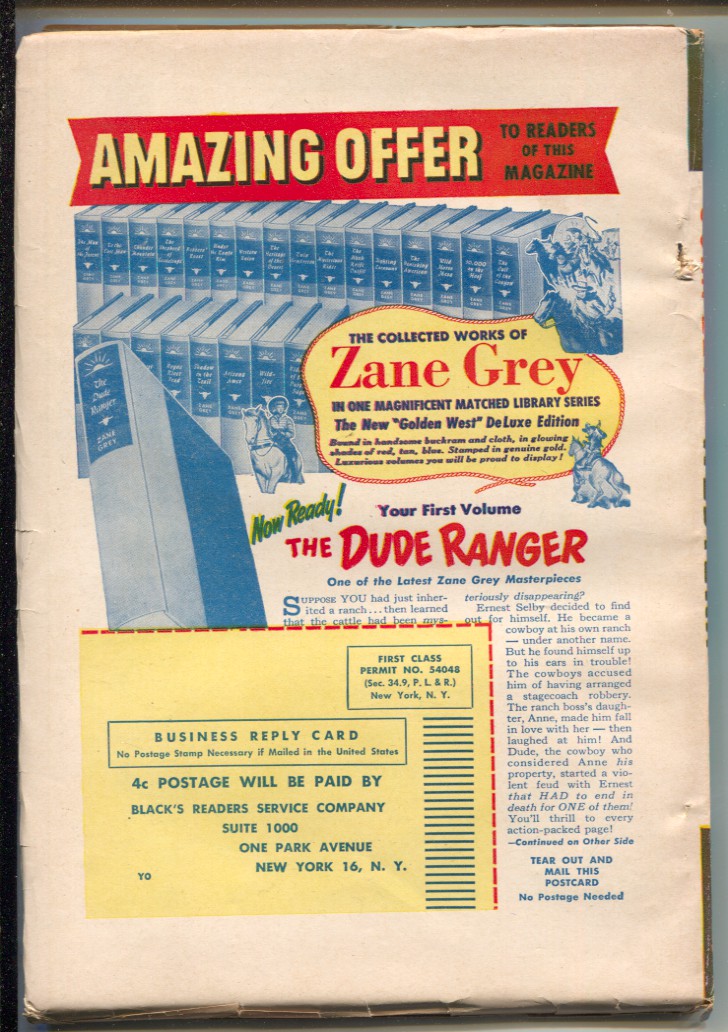 AMAZING OFFER
TO READERS
OF THIS
MAGAZINE
THE COLLECTED WORKS OF
Zane Grey
IN ONE MAGNIFICENT MATCHED LIBRARY SERIES
The New "Golden West" DeLuxe Edition
Bound in handsome buckram and cloth, in glowing
shades of red, tan, blue. Stamped in genuine gold.
Luxurious volumes you will be proud to display!
The
Dude
Ranger
ZANE
GREY
Now Ready!
Your First Volume
THE DUDE RANGER
One of the Latest Zane Grey Masterpieces
SUPPOSE YOU had just inher-
ited a ranch...then learned
that the cattle had been mys-
teriously disappearing?
Ernest Selby decided to find
out for himself. He became a
cowboy at his own ranch
— under another name.
But he found himself up
to his ears in trouble!
The cowboys accused
him of having arranged
a stagecoach robbery.
The ranch boss's daugh-
ter, Anne, made him fall
in love with her — then
laughed at him! And
Dude, the cowboy who
considered Anne his
property, started a vio-
lent feud with Ernest
that HAD to end in
death for ONE of them!
You'll thrill to every
action-packed page!
—Continued on Other Side
TEAR OUT AND
MAIL THIS
POSTCARD
No Postage Needed
FIRST CLASS
PERMIT NO. 54048
(Sec. 34.9, P. L. & R.)
New York, N. Y.
BUSINESS REPLY CARD
No Postage Stamp Necessary if Mailed in the United States
4c POSTAGE WILL BE PAID BY
BLACK'S READERS SERVICE COMPANY
SUITE 1000
ONE PARK AVENUE
NEW YORK 16, N. Y.
YO